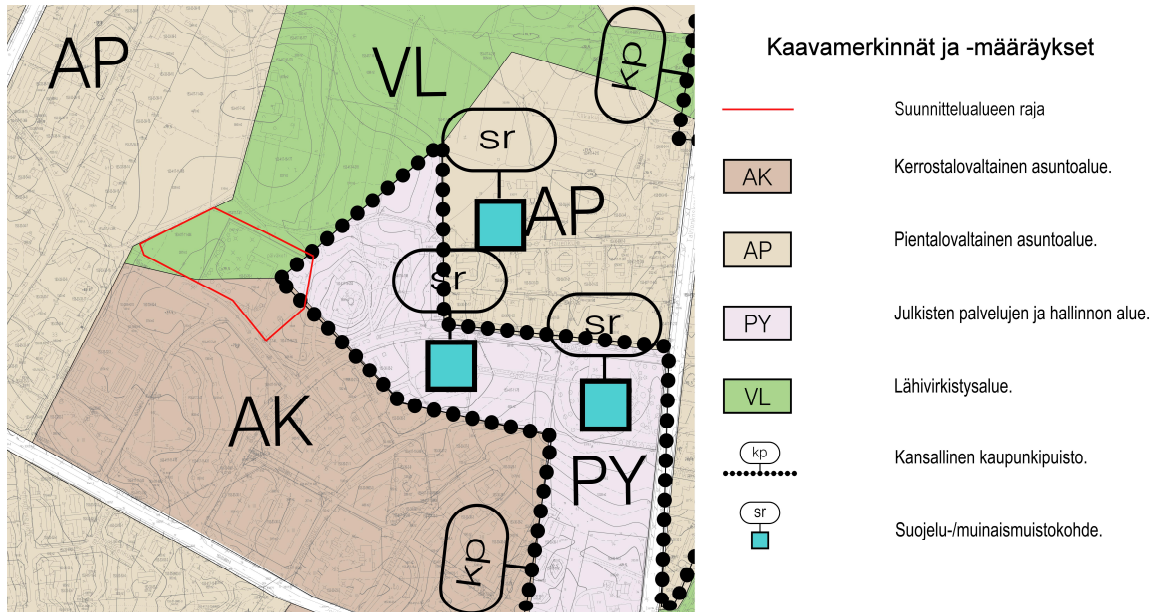 AP
VL
kp
sr
AP
sr
sr
AK
PY
kp
Kaavamerkinnät ja -määräykset
Suunnittelualueen raja
AK Kerrostalovaltainen asuntoalue.
AP Pientalovaltainen asuntoalue.
PY Julkisten palvelujen ja hallinnon alue.
VL Lähivirkistysalue.
kp Kansallinen kaupunkipuisto.
sr Suojelu-/muinaismuistokohde.